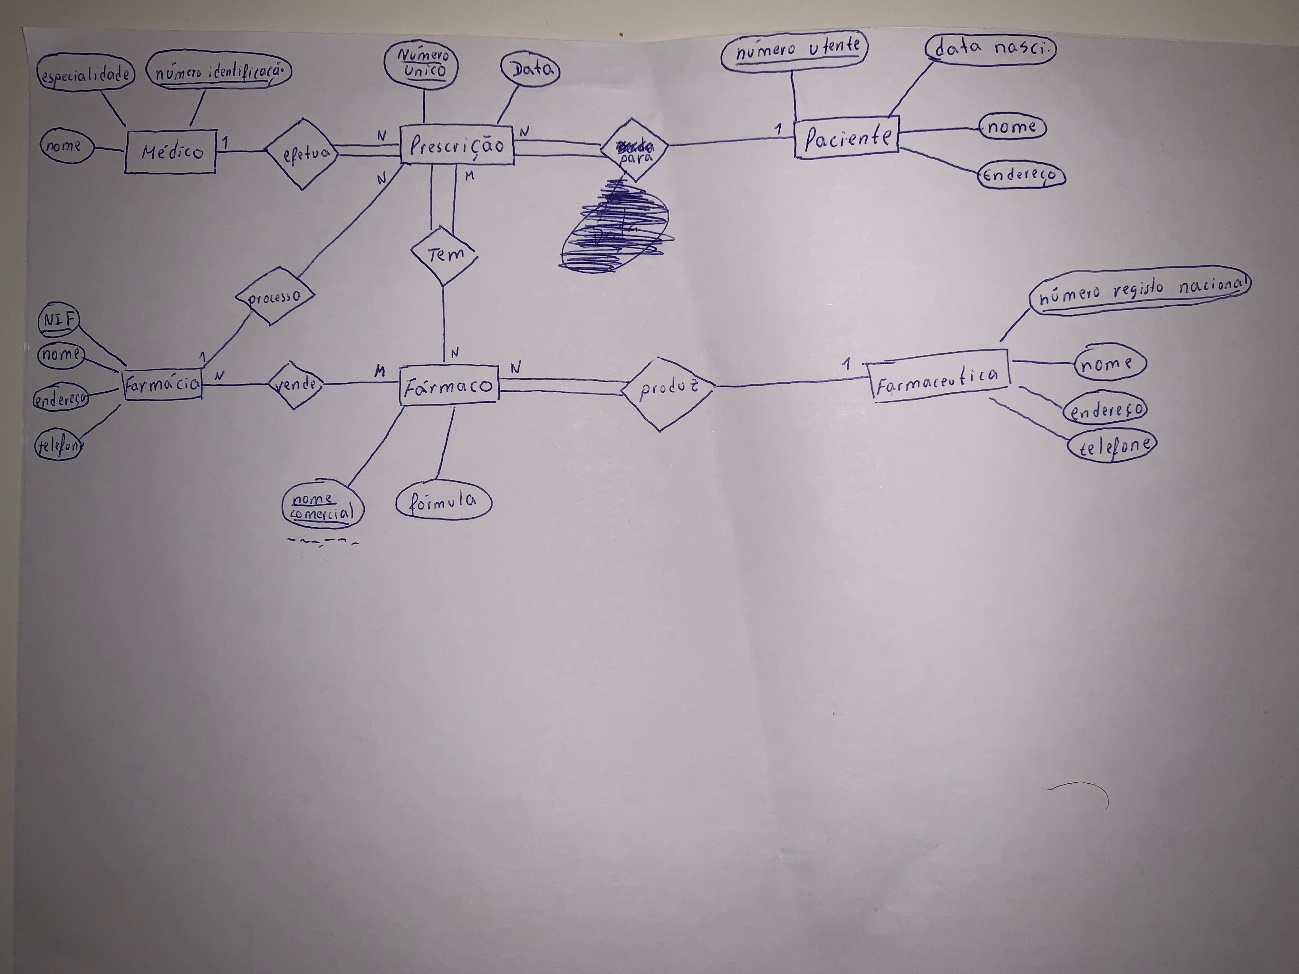 especialidade
número identificação
Número
único
Data
número utente
data nasci.
nome
Médico
1
efetua
N
Prescrição
N
para
1
Paciente
nome
Endereço
N
M
Tem
processa
número registo nacional
NIF
nome
endereço
telefone
Farmácia
1
N
vende
M
N
Fármaco
N
produz
1
Farmaceutica
nome
endereço
telefone
nome
comercial
fórmula